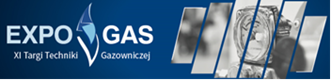 EXPO GAS
XI Targi Techniki Gazowniczej